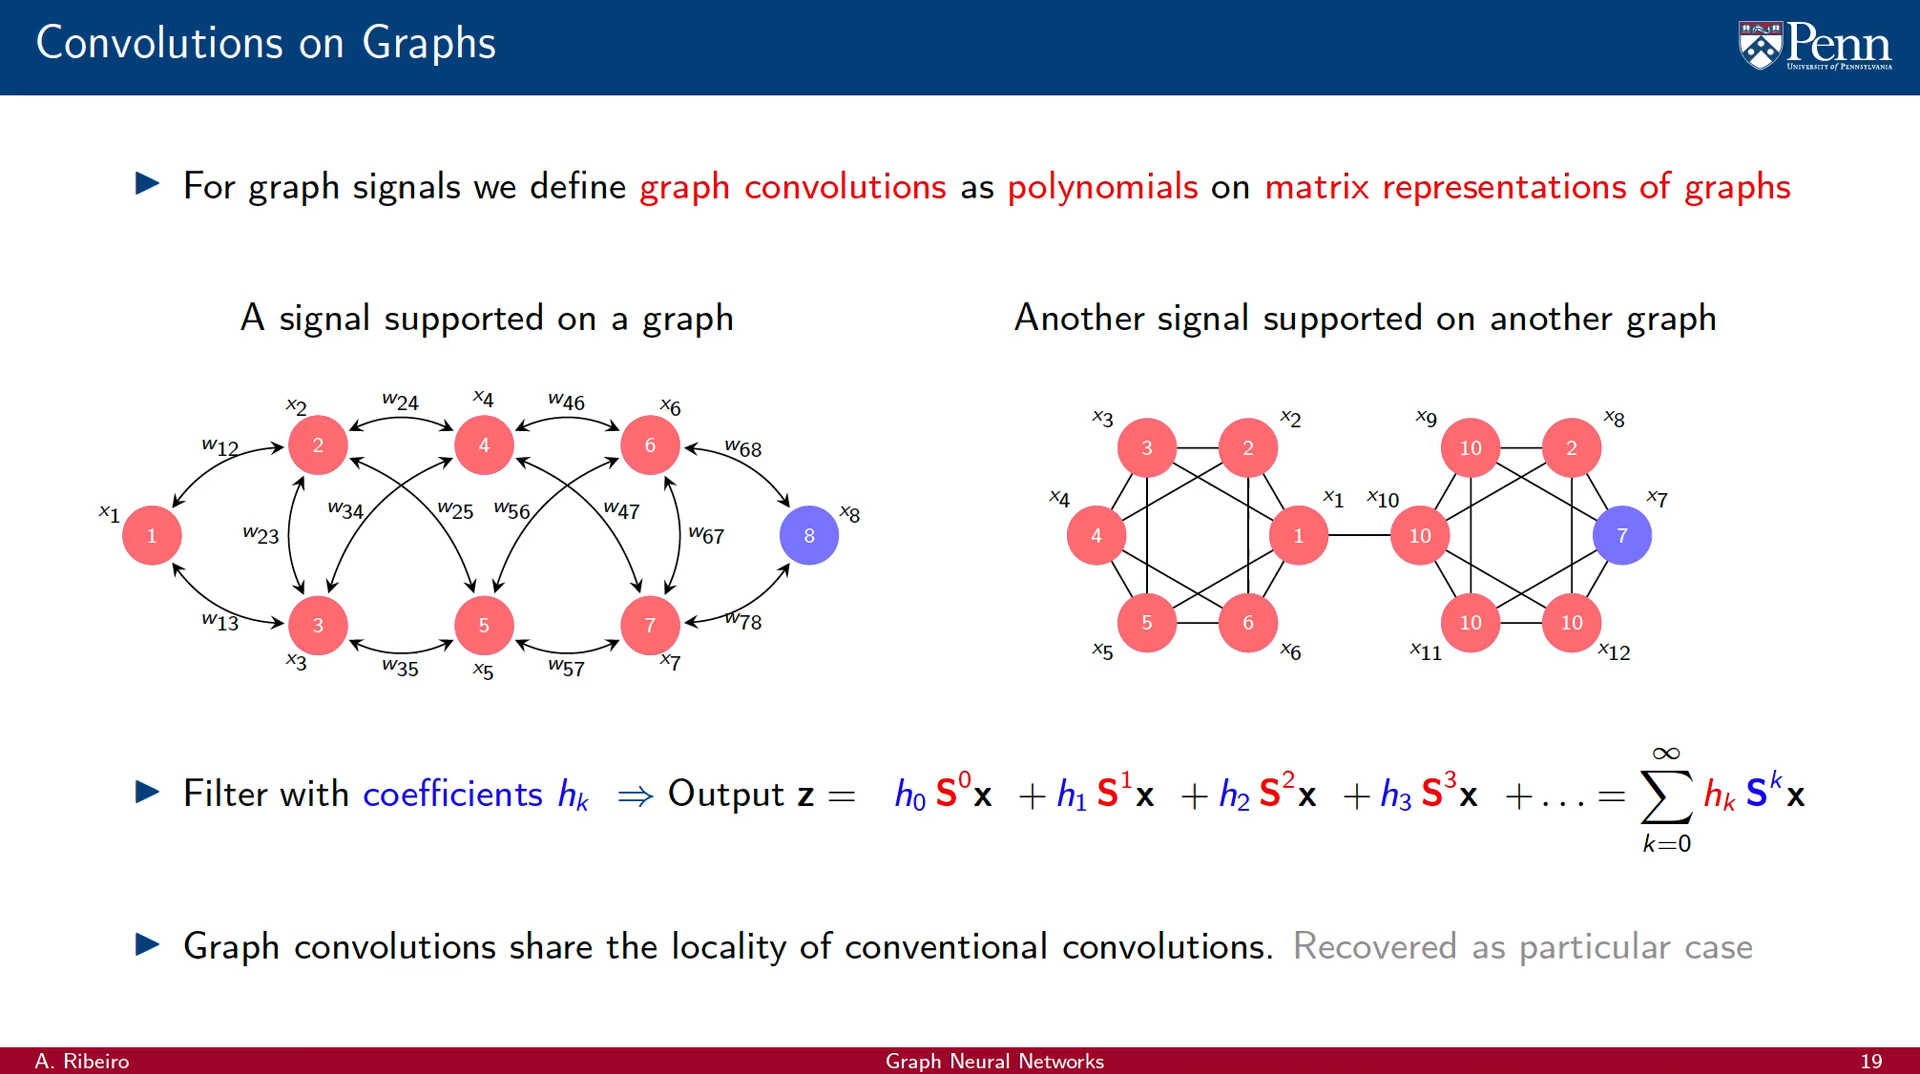 Convolutions on Graphs
Penn
UNIVERSITY of PENNSYLVANIA
▶ For graph signals we define graph convolutions as polynomials on matrix representations of graphs
A signal supported on a graph
Another signal supported on another graph
x2 w24 x4 w46 x6
2 4 6
w12 w68
x1 1 w23 w34 w25 w56 w47 w67 8 x8
w13 w78
3 5 7
x3 w35 x5 w57 x7
x3 3 2 x2
x4 4 1 x1
x5 5 6 x6
x9 10 2 x8
x10 10 7 x7
x11 10 10 x12
▶ Filter with coefficients hk ⇒ Output z = h0 S^0 x + h1 S^1 x + h2 S^2 x + h3 S^3 x + ... = ∑_{k=0}^{∞} hk S^k x
▶ Graph convolutions share the locality of conventional convolutions. Recovered as particular case
A. Ribeiro
Graph Neural Networks
19